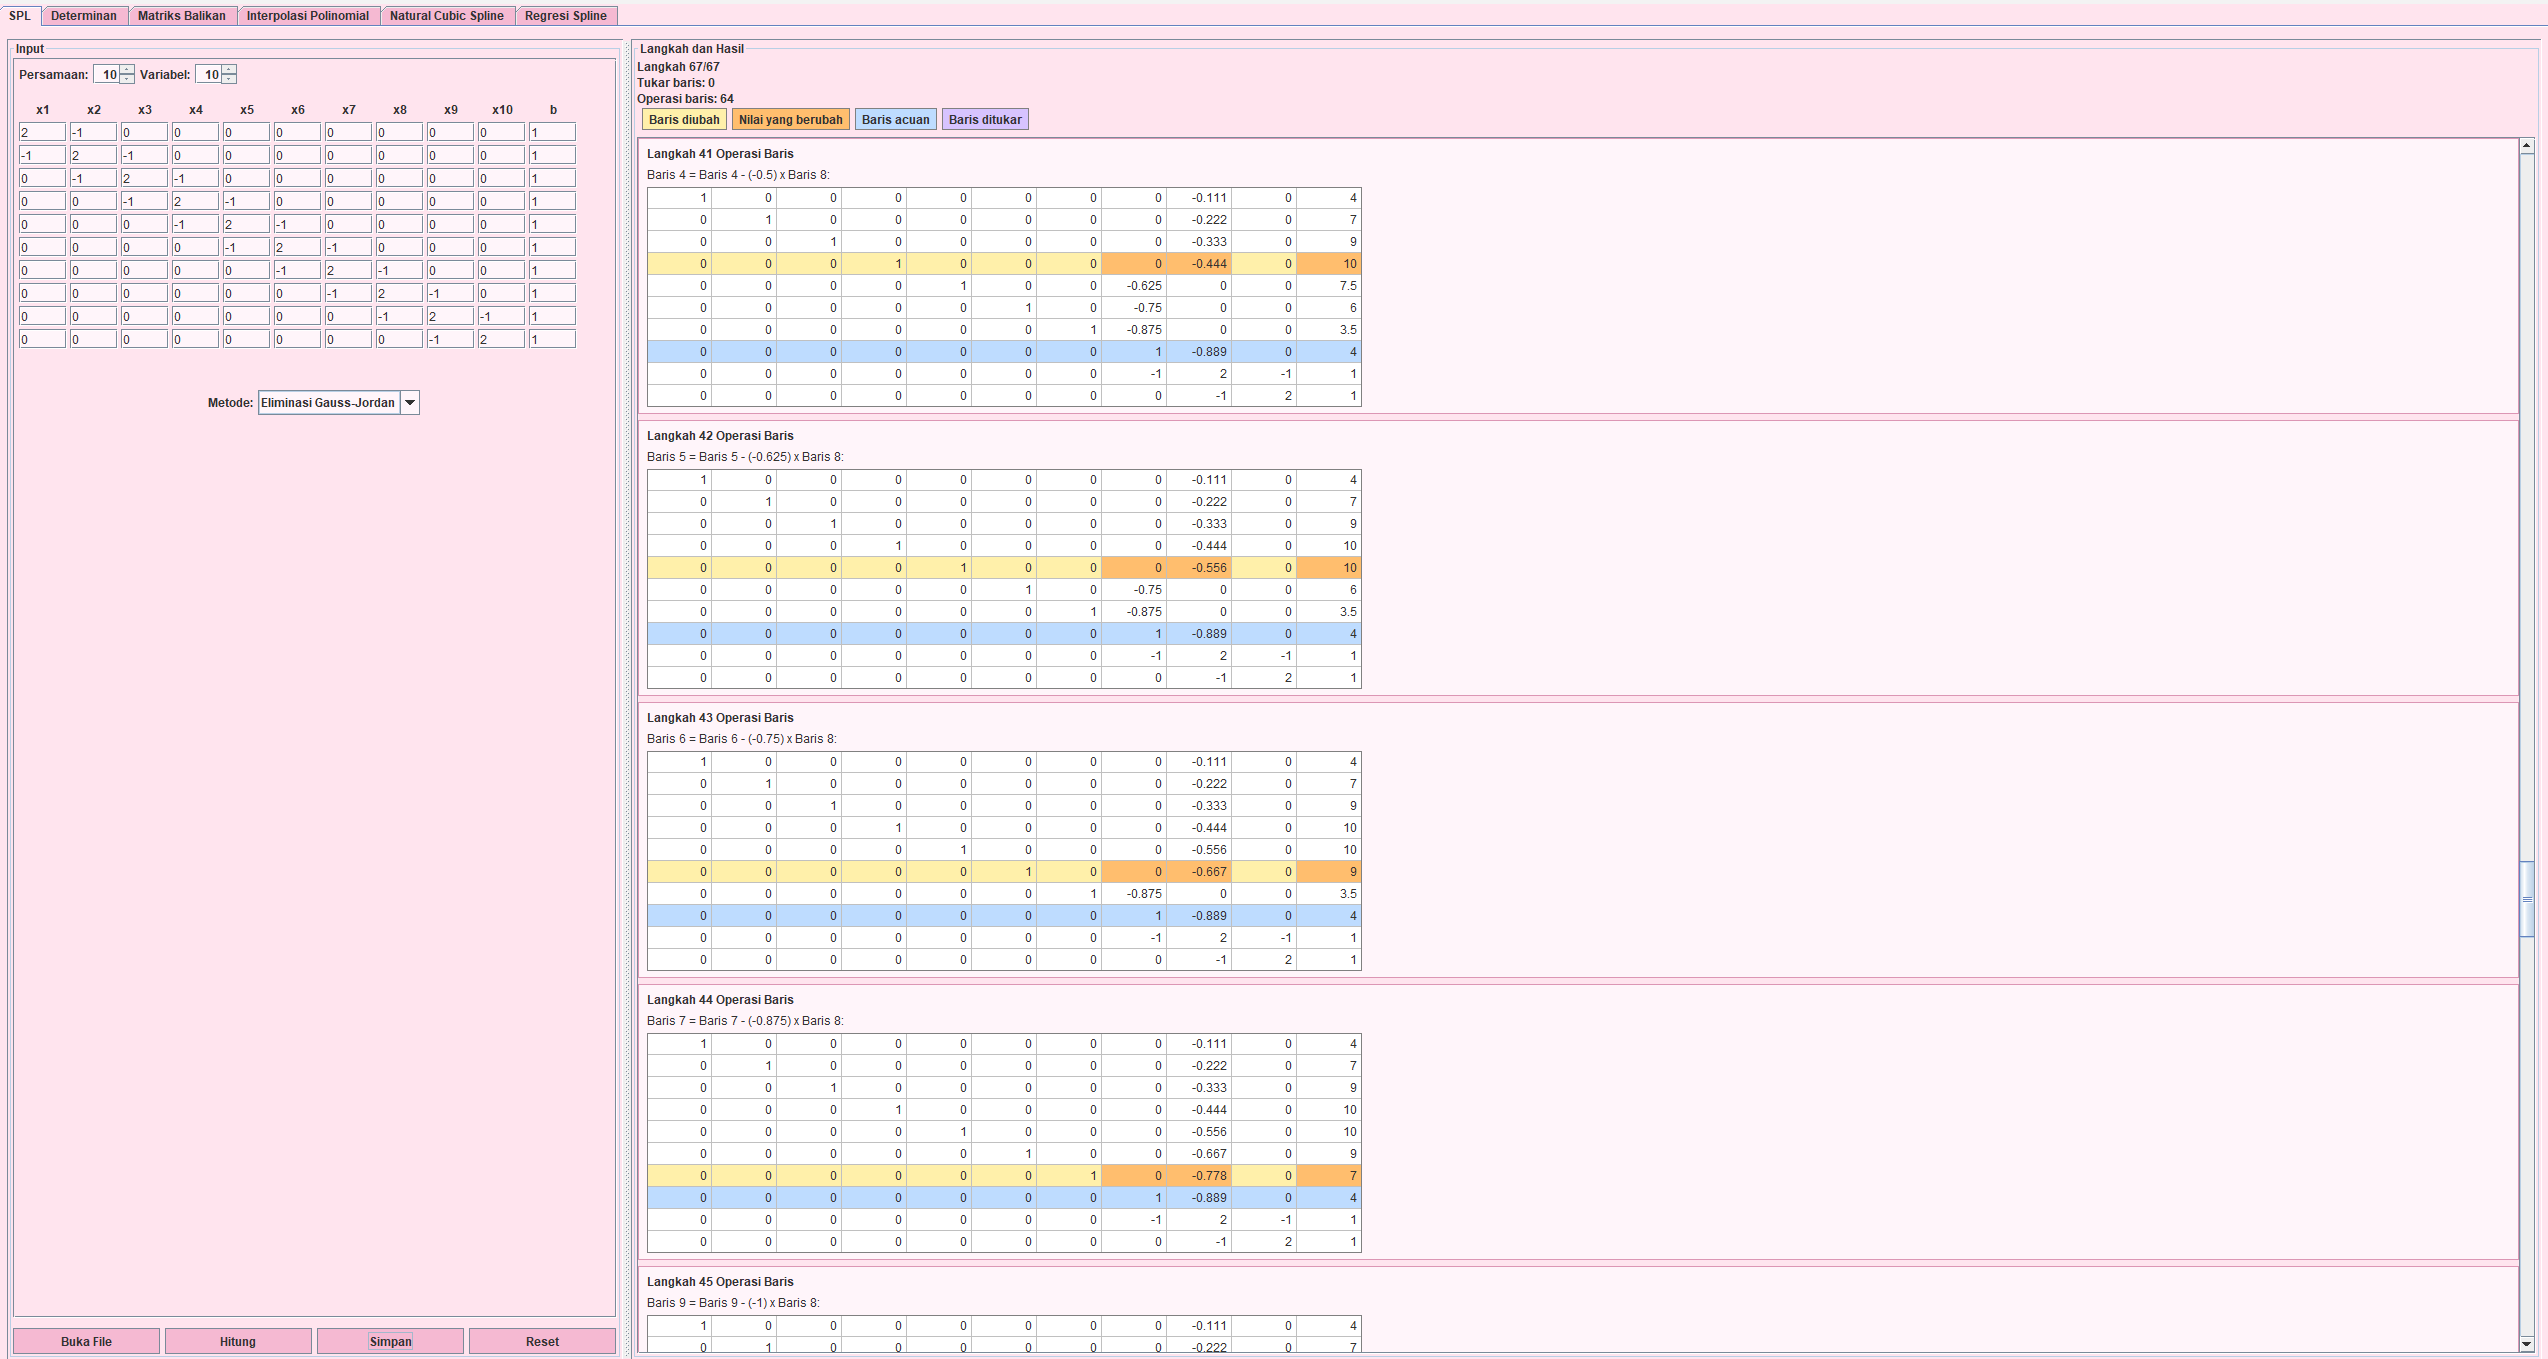 SPL Determinan Matriks Balikan Interpolasi Polinomial Natural Cubic Spline Regresi Spline
Input
Persamaan: 10 Variabel: 10
x1 x2 x3 x4 x5 x6 x7 x8 x9 x10 b
2 -1 0 0 0 0 0 0 0 0 1
-1 2 -1 0 0 0 0 0 0 0 1
0 -1 2 -1 0 0 0 0 0 0 1
0 0 -1 2 -1 0 0 0 0 0 1
0 0 0 -1 2 -1 0 0 0 0 1
0 0 0 0 -1 2 -1 0 0 0 1
0 0 0 0 0 -1 2 -1 0 0 1
0 0 0 0 0 0 -1 2 -1 0 1
0 0 0 0 0 0 0 -1 2 -1 1
0 0 0 0 0 0 0 0 -1 2 1
Metode: Eliminasi Gauss-Jordan
Buka File Hitung Simpan Reset
Langkah dan Hasil
Langkah 67/67
Tukar baris: 0
Operasi baris: 64
Baris diubah Nilai yang berubah Baris acuan Baris ditukar
Langkah 41 Operasi Baris
Baris 4 = Baris 4 - (-0.5) x Baris 8:
1 0 0 0 0 0 0 0 -0.111 0 4
0 1 0 0 0 0 0 0 -0.222 0 7
0 0 1 0 0 0 0 0 -0.333 0 9
0 0 0 1 0 0 0 0 -0.444 0 10
0 0 0 0 1 0 0 -0.625 0 0 7.5
0 0 0 0 0 1 0 -0.75 0 0 6
0 0 0 0 0 0 1 -0.875 0 0 3.5
0 0 0 0 0 0 0 1 -0.889 0 4
0 0 0 0 0 0 0 -1 2 -1 1
0 0 0 0 0 0 0 0 -1 2 1
Langkah 42 Operasi Baris
Baris 5 = Baris 5 - (-0.625) x Baris 8:
1 0 0 0 0 0 0 0 -0.111 0 4
0 1 0 0 0 0 0 0 -0.222 0 7
0 0 1 0 0 0 0 0 -0.333 0 9
0 0 0 1 0 0 0 0 -0.444 0 10
0 0 0 0 1 0 0 0 -0.556 0 10
0 0 0 0 0 1 0 -0.75 0 0 6
0 0 0 0 0 0 1 -0.875 0 0 3.5
0 0 0 0 0 0 0 1 -0.889 0 4
0 0 0 0 0 0 0 -1 2 -1 1
0 0 0 0 0 0 0 0 -1 2 1
Langkah 43 Operasi Baris
Baris 6 = Baris 6 - (-0.75) x Baris 8:
1 0 0 0 0 0 0 0 -0.111 0 4
0 1 0 0 0 0 0 0 -0.222 0 7
0 0 1 0 0 0 0 0 -0.333 0 9
0 0 0 1 0 0 0 0 -0.444 0 10
0 0 0 0 1 0 0 0 -0.556 0 10
0 0 0 0 0 1 0 0 -0.667 0 9
0 0 0 0 0 0 1 -0.875 0 0 3.5
0 0 0 0 0 0 0 1 -0.889 0 4
0 0 0 0 0 0 0 -1 2 -1 1
0 0 0 0 0 0 0 0 -1 2 1
Langkah 44 Operasi Baris
Baris 7 = Baris 7 - (-0.875) x Baris 8:
1 0 0 0 0 0 0 0 -0.111 0 4
0 1 0 0 0 0 0 0 -0.222 0 7
0 0 1 0 0 0 0 0 -0.333 0 9
0 0 0 1 0 0 0 0 -0.444 0 10
0 0 0 0 1 0 0 0 -0.556 0 10
0 0 0 0 0 1 0 0 -0.667 0 9
0 0 0 0 0 0 1 0 -0.778 0 7
0 0 0 0 0 0 0 1 -0.889 0 4
0 0 0 0 0 0 0 -1 2 -1 1
0 0 0 0 0 0 0 0 -1 2 1
Langkah 45 Operasi Baris
Baris 9 = Baris 9 - (-1) x Baris 8:
1 0 0 0 0 0 0 0 -0.111 0 4
0 1 0 0 0 0 0 0 -0.222 0 7